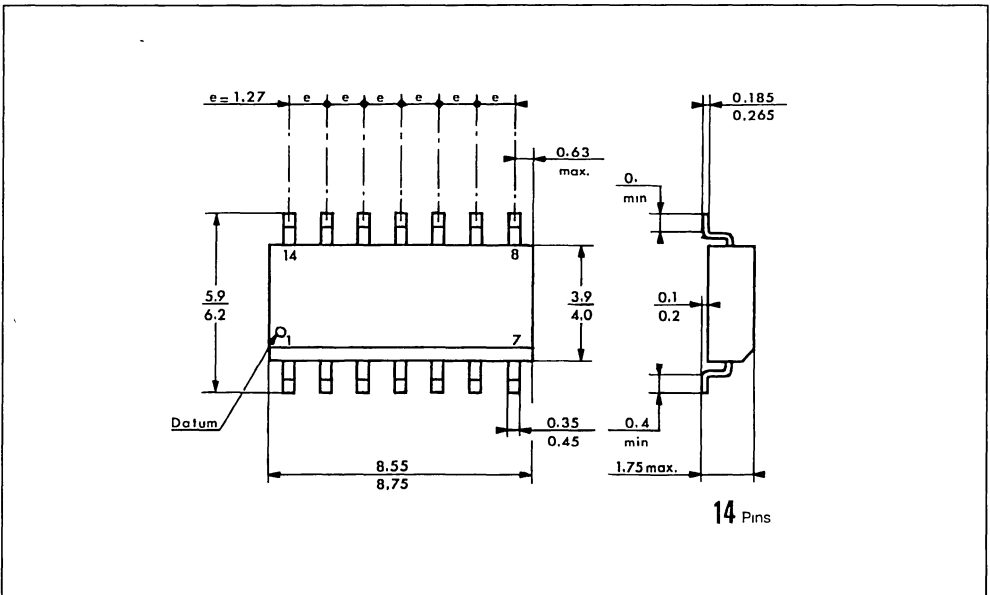 e = 1.27 e e e e e
0.185
0.265
0.63
max.
0.
min
14 8
5.9
6.2
3.9
4.0
0.1
0.2
1 7
Datum
0.35
0.45
0.4
min
8.55
8.75
1.75 max.
14 Pins